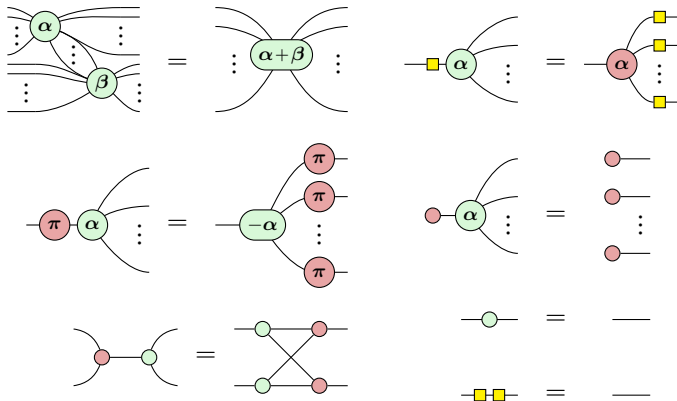 α
β
=
α+β
α
=
α
π
α
=
−α
π
π
π
α
=
=
=
=